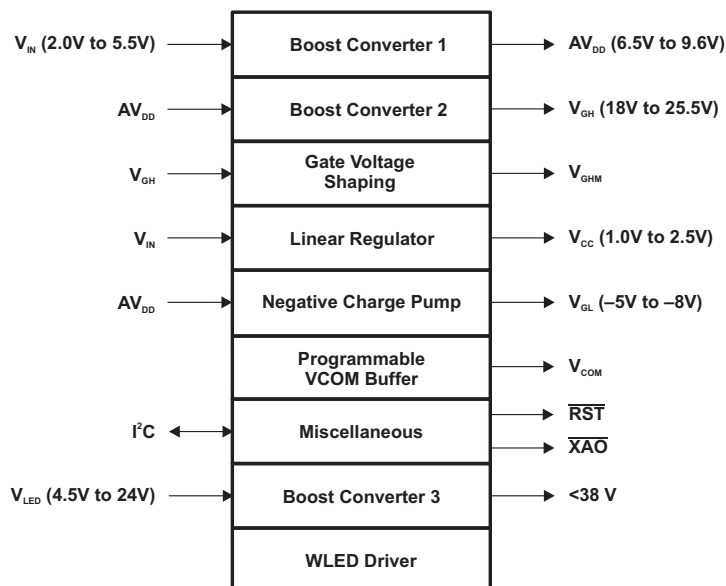 V_IN (2.0V to 5.5V) Boost Converter 1 AV_DD (6.5V to 9.6V)
AV_DD Boost Converter 2 V_GH (18V to 25.5V)
V_GH Gate Voltage
Shaping V_GHM
V_IN Linear Regulator V_CC (1.0V to 2.5V)
AV_DD Negative Charge Pump V_GL (–5V to –8V)
Programmable
VCOM Buffer V_COM
I²C Miscellaneous RST
XAO
V_LED (4.5V to 24V) Boost Converter 3 <38 V
WLED Driver